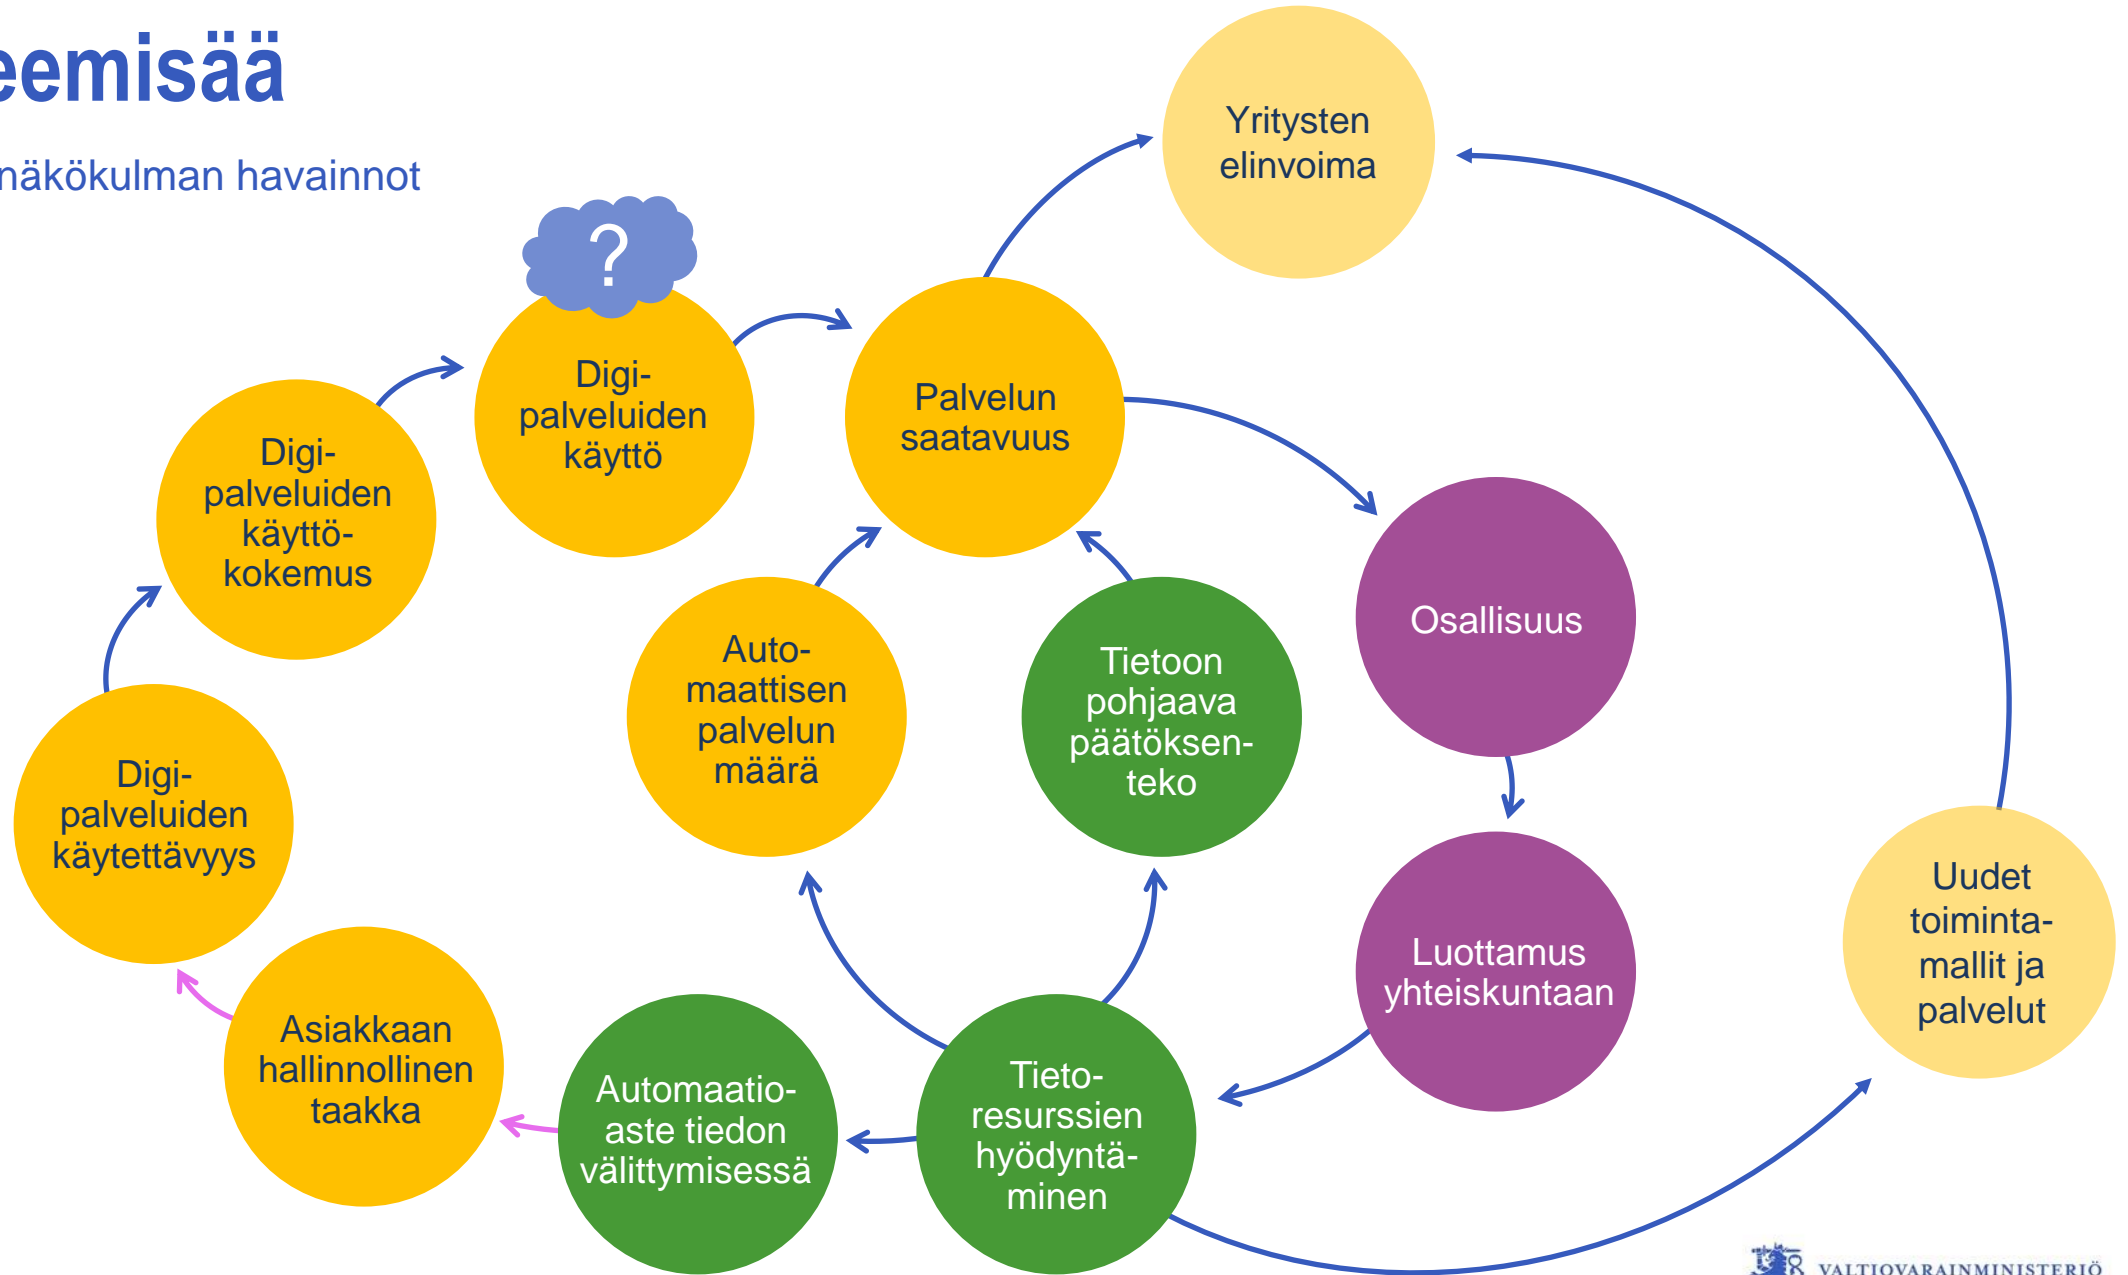 eemisää
näkökulman havainnot
Yritysten
elinvoima
?
Digi-
palveluiden
käyttö
Palvelun
saatavuus
Digi-
palveluiden
käyttö-
kokemus
Osallisuus
Auto-
maattisen
palvelun
määrä
Tietoon
pohjaava
päätöksen-
teko
Digi-
palveluiden
käytettävyys
Uudet
toiminta-
mallit ja
palvelut
Luottamus
yhteiskuntaan
Asiakkaan
hallinnollinen
taakka
Automaatio-
aste tiedon
välittymisessä
Tieto-
resurssien
hyödyntä-
minen
VALTIOVARAINMINISTERIÖ